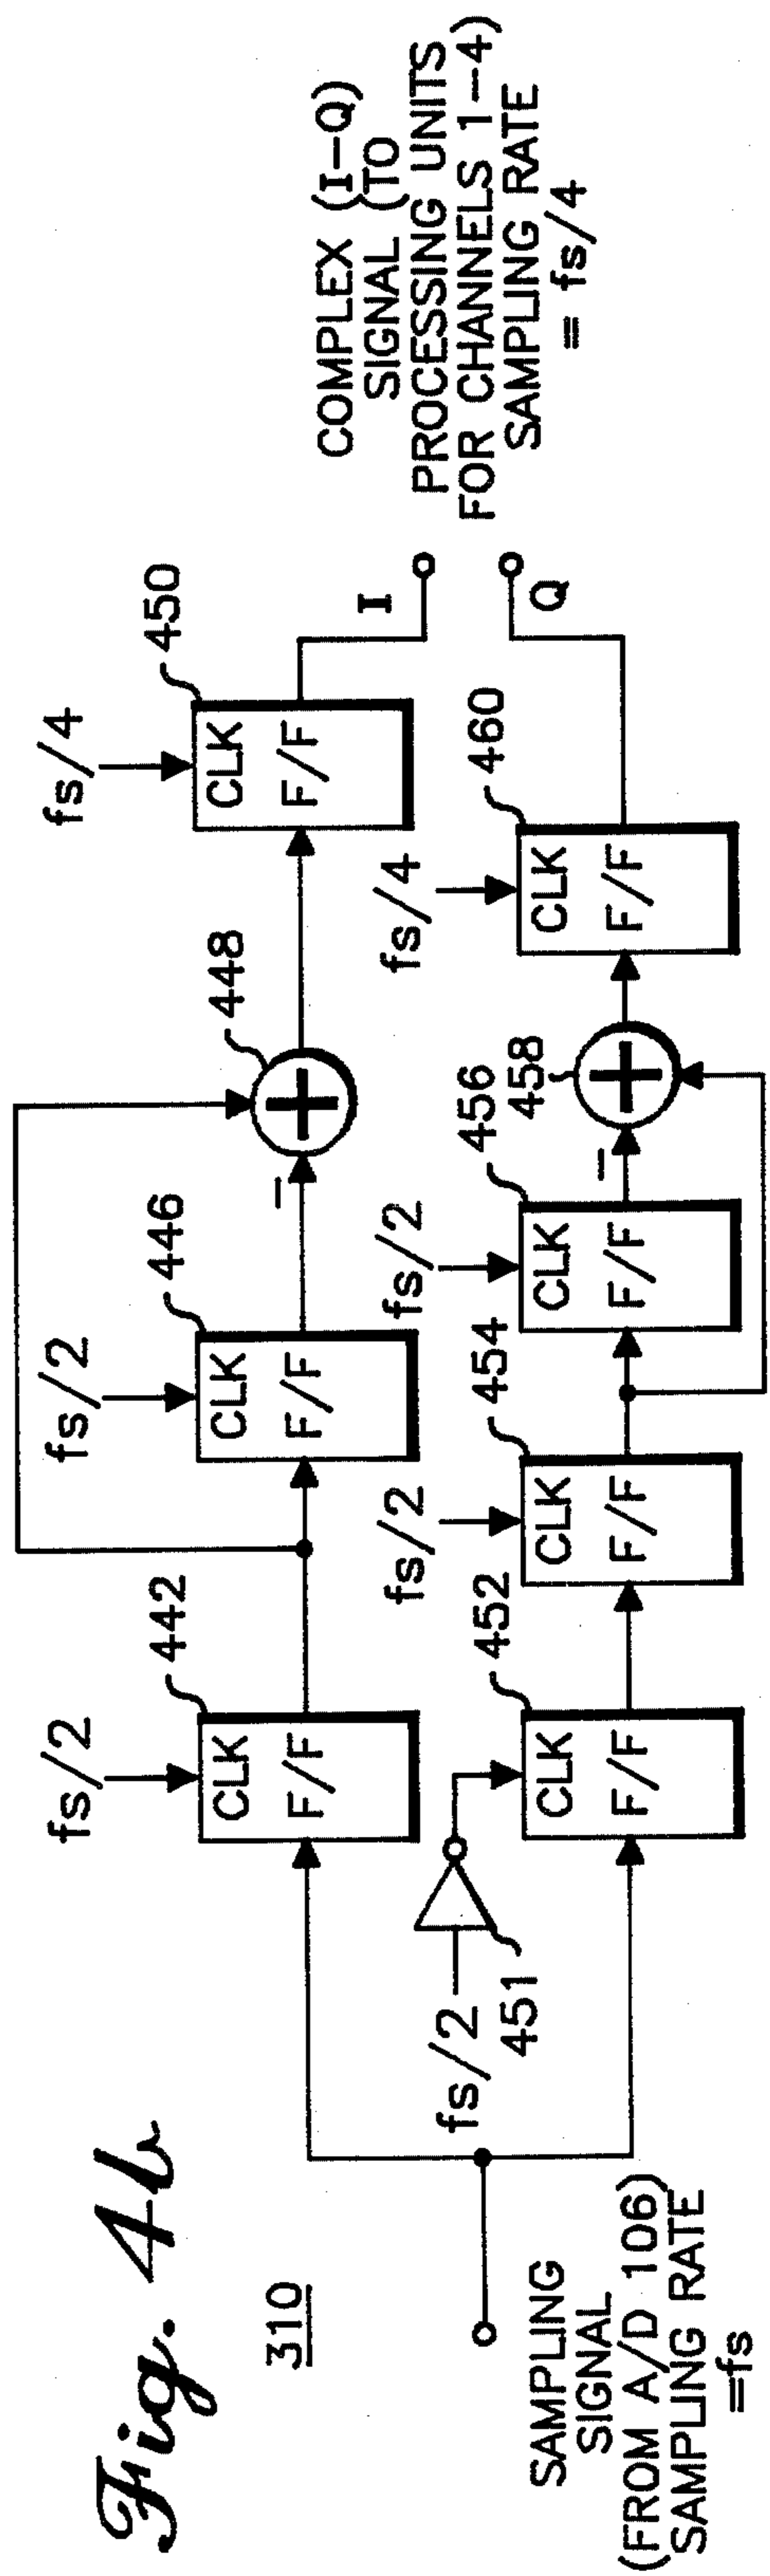 Fig. 4b
310
SAMPLING
SIGNAL
(FROM A/D 106)
SAMPLING RATE
=fs
fs/2
442
CLK
F/F
fs/2
446
CLK
F/F
−
448
fs/4
450
CLK
F/F
I
fs/2
451
452
CLK
F/F
fs/2
454
CLK
F/F
fs/2
456
CLK
F/F
−
458
fs/4
460
CLK
F/F
Q
COMPLEX (I−Q)
SIGNAL (TO
PROCESSING UNITS
FOR CHANNELS 1−4)
SAMPLING RATE
= fs/4